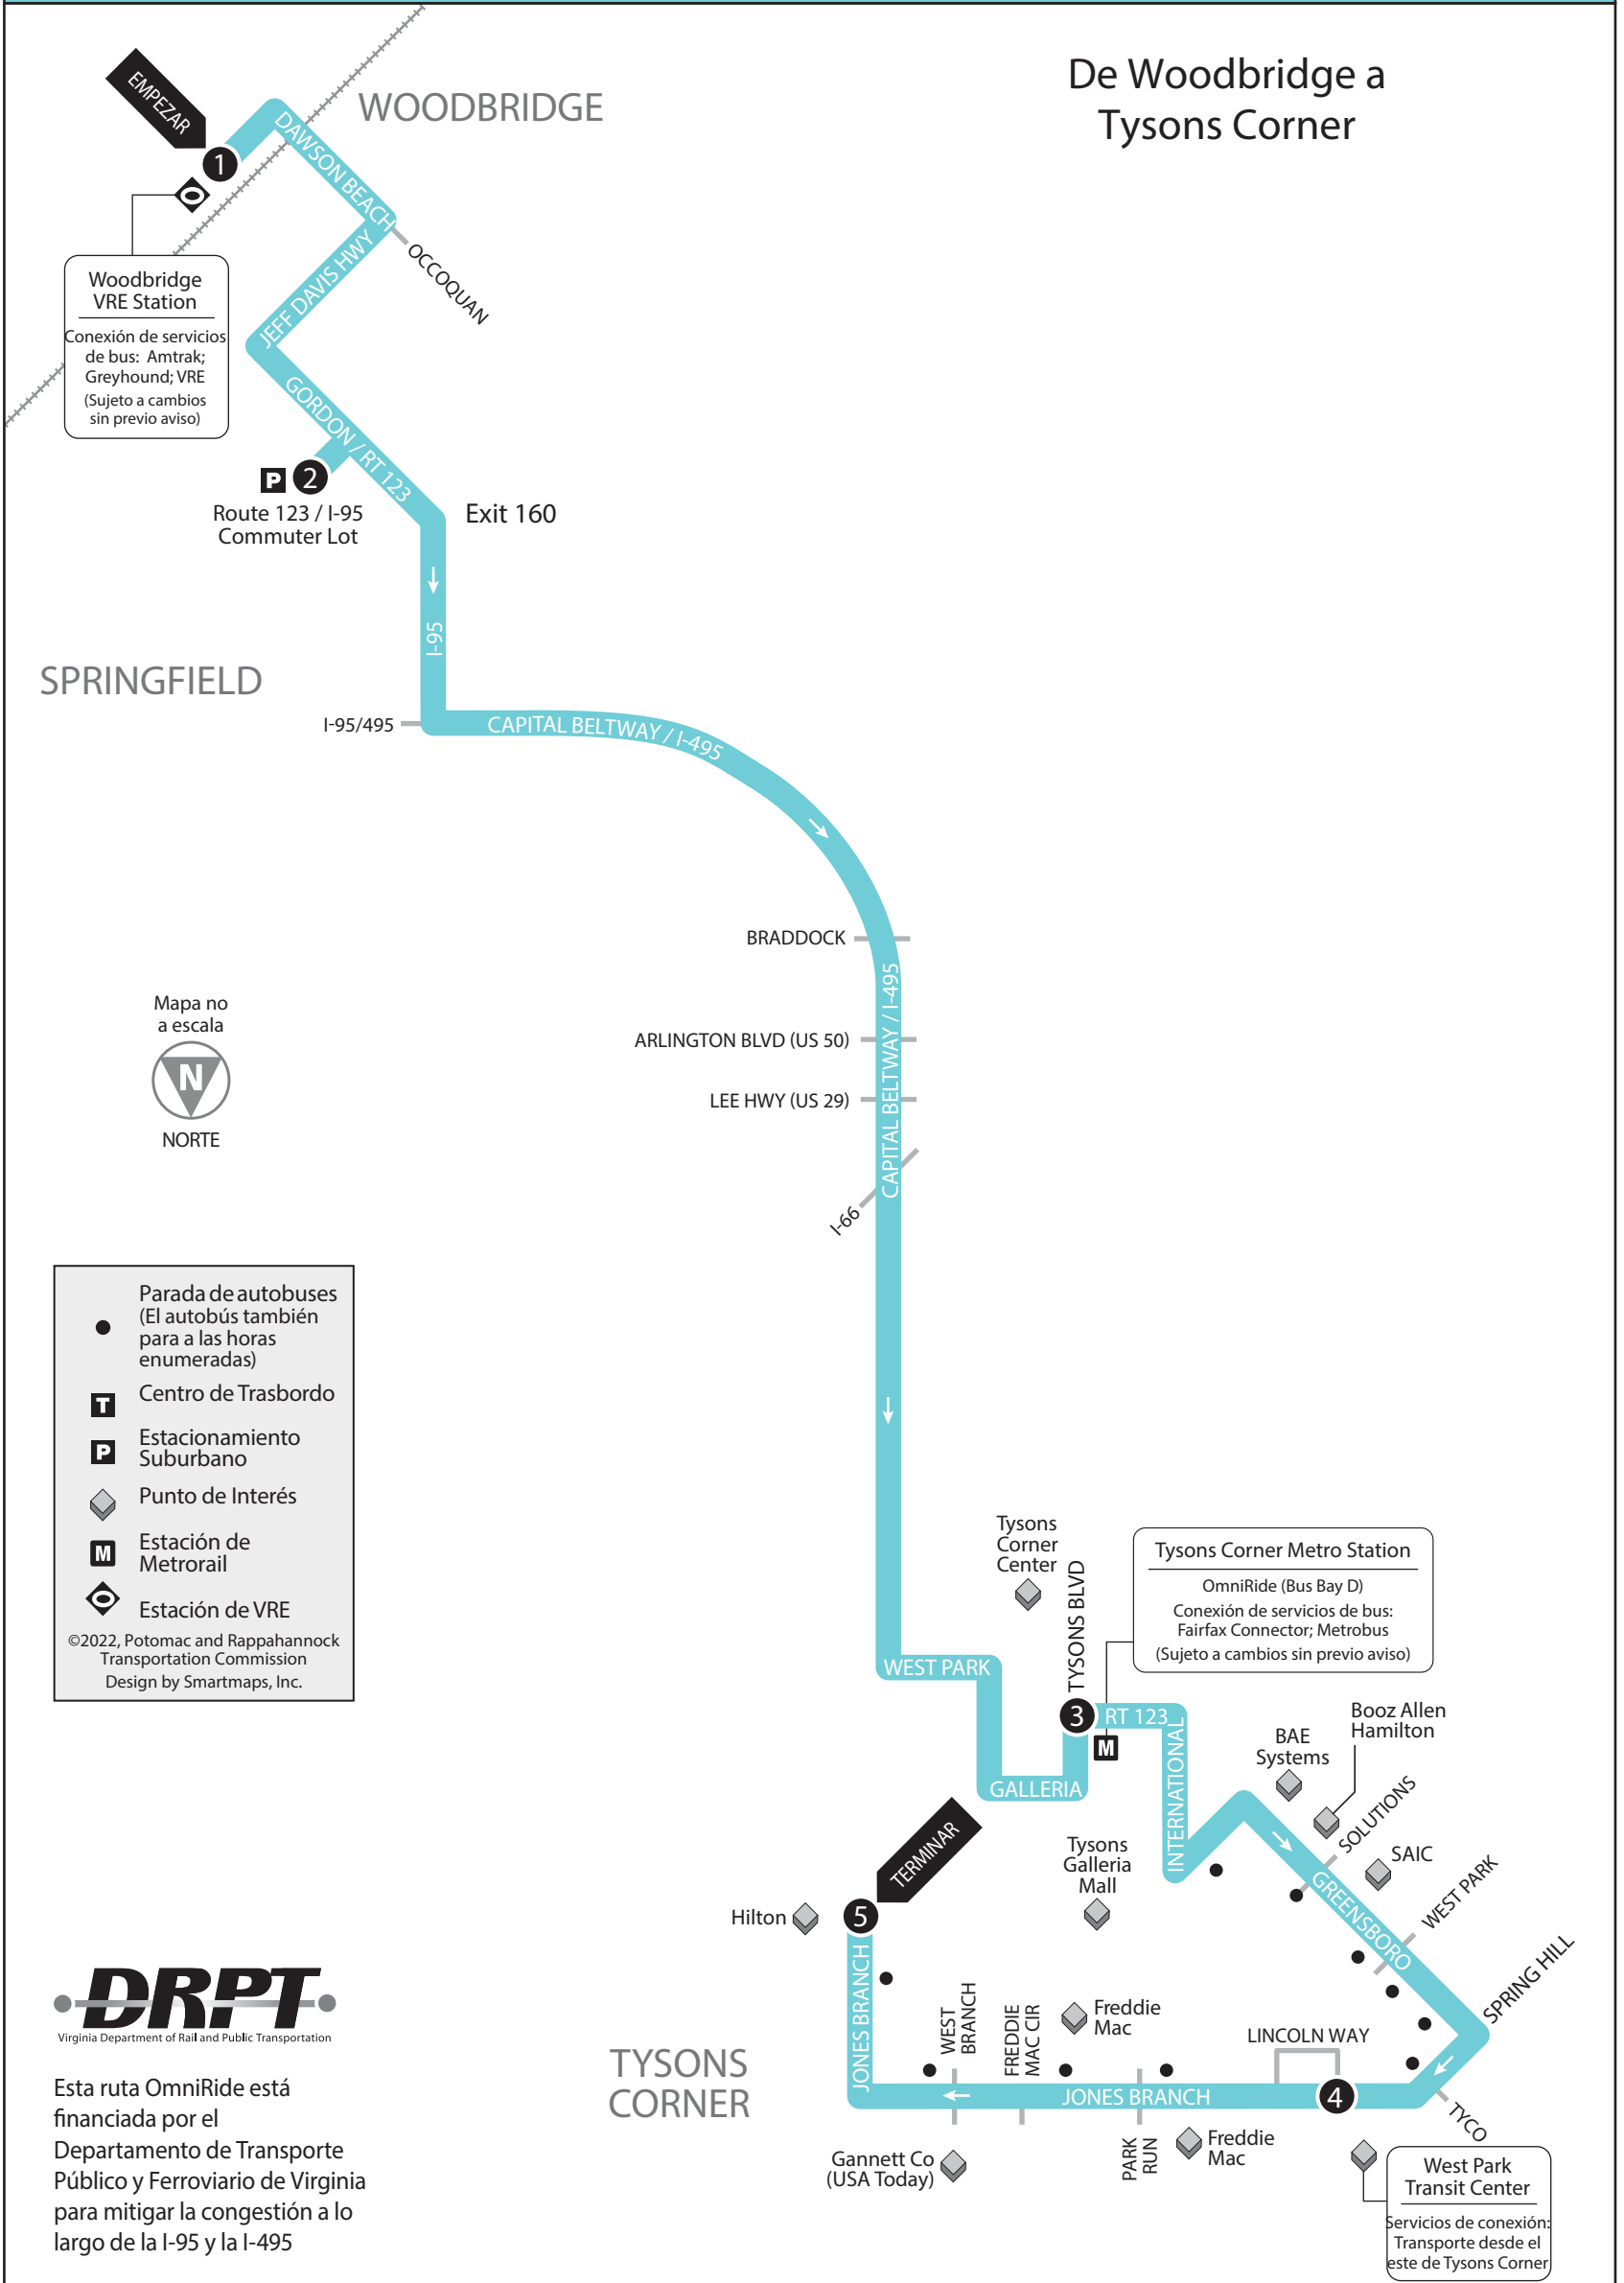 De Woodbridge a
Tysons Corner
EMPEZAR
WOODBRIDGE
1
DAWSON BEACH
OCCOQUAN
JEFF DAVIS HWY
Woodbridge
VRE Station
Conexión de servicios
de bus: Amtrak;
Greyhound; VRE
(Sujeto a cambios
sin previo aviso)
GORDON / RT 123
P
2
Route 123 / I-95
Commuter Lot
Exit 160
I-95
SPRINGFIELD
I-95/495
CAPITAL BELTWAY / I-495
BRADDOCK
CAPITAL BELTWAY / I-495
ARLINGTON BLVD (US 50)
LEE HWY (US 29)
I-66
Mapa no
a escala
N
NORTE
Parada de autobuses
(El autobús también
para a las horas
enumeradas)
T
Centro de Trasbordo
P
Estacionamiento
Suburbano
Punto de Interés
M
Estación de
Metrorail
Estación de VRE
©2022, Potomac and Rappahannock
Transportation Commission
Design by Smartmaps, Inc.
Tysons
Corner
Center
TYSONS BLVD
Tysons Corner Metro Station
OmniRide (Bus Bay D)
Conexión de servicios de bus:
Fairfax Connector; Metrobus
(Sujeto a cambios sin previo aviso)
WEST PARK
3
RT 123
M
GALLERIA
INTERNATIONAL
BAE
Systems
Booz Allen
Hamilton
SOLUTIONS
SAIC
GREENSBORO
WEST PARK
SPRING HILL
TERMINAR
Tysons
Galleria
Mall
Hilton
5
JONES BRANCH
WEST
BRANCH
FREDDIE
MAC CIR
Freddie
Mac
LINCOLN WAY
JONES BRANCH
4
TYCO
TYSONS
CORNER
Gannett Co
(USA Today)
PARK
RUN
Freddie
Mac
West Park
Transit Center
Servicios de conexión:
Transporte desde el
este de Tysons Corner
DRPT
Virginia Department of Rail and Public Transportation
Esta ruta OmniRide está
financiada por el
Departamento de Transporte
Público y Ferroviario de Virginia
para mitigar la congestión a lo
largo de la I-95 y la I-495